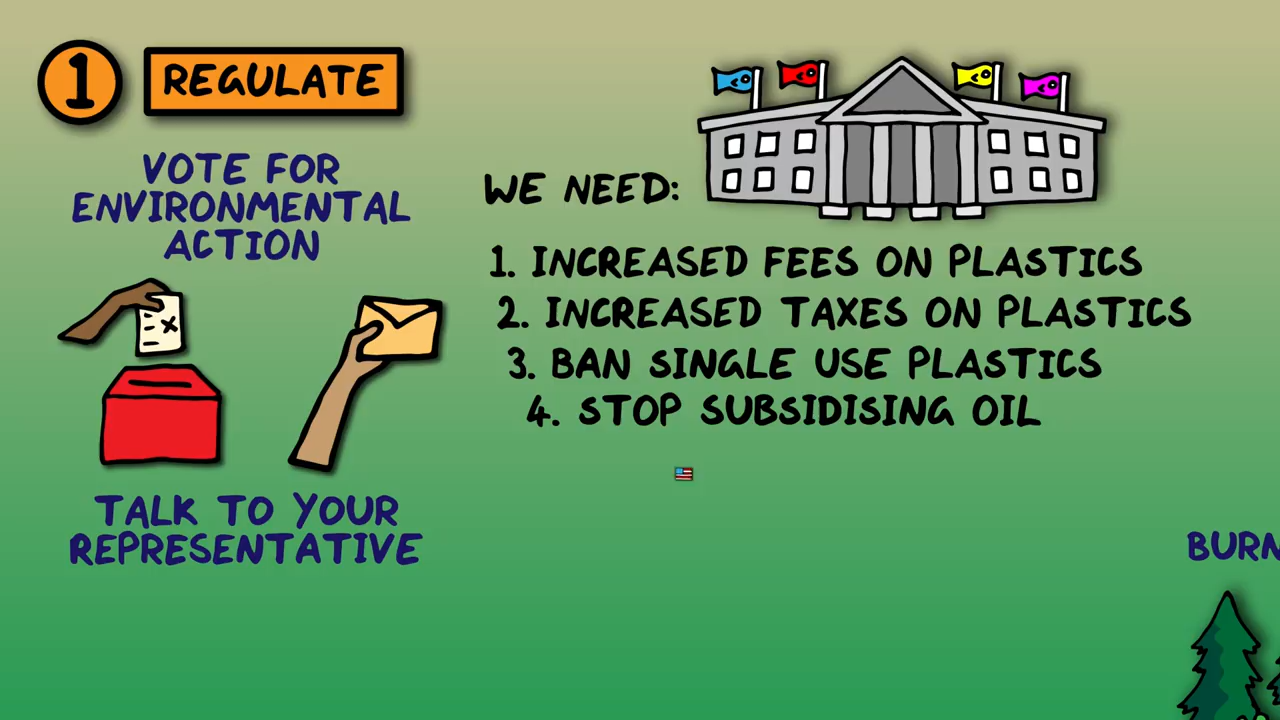 1 REGULATE
VOTE FOR
ENVIRONMENTAL
ACTION
TALK TO YOUR
REPRESENTATIVE
WE NEED:
1. INCREASED FEES ON PLASTICS
2. INCREASED TAXES ON PLASTICS
3. BAN SINGLE USE PLASTICS
4. STOP SUBSIDISING OIL
BURN